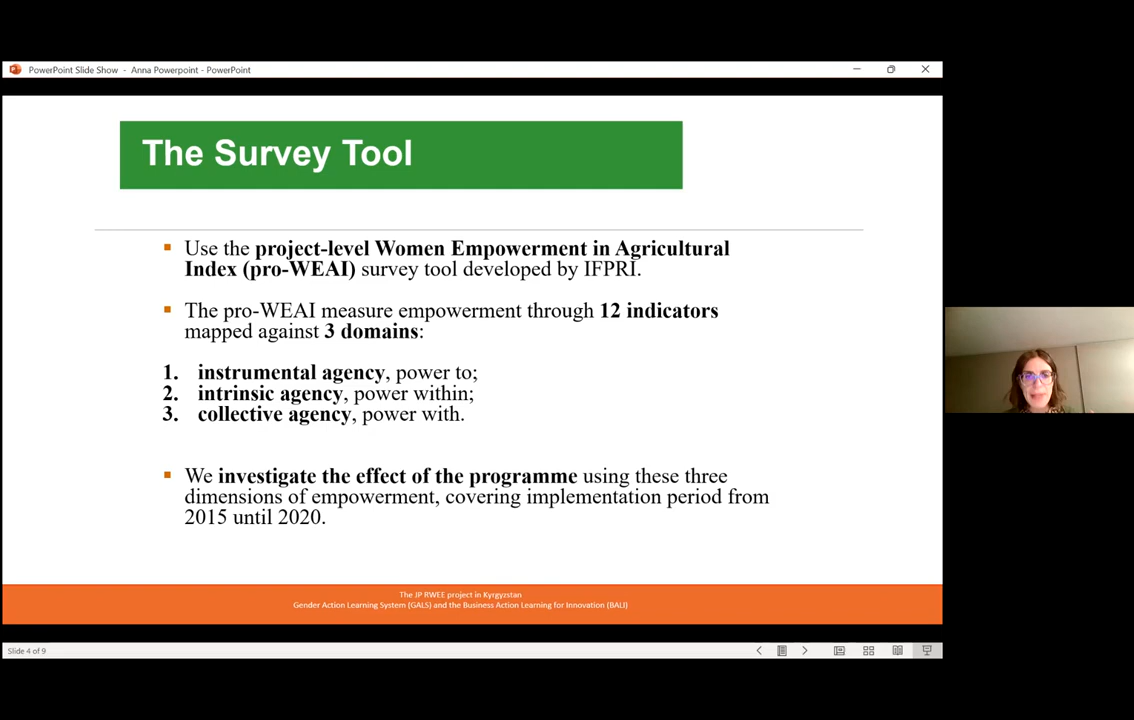 PowerPoint Slide Show - Anna Powerpoint - PowerPoint
The Survey Tool
▪ Use the project-level Women Empowerment in Agricultural
Index (pro-WEAI) survey tool developed by IFPRI.
▪ The pro-WEAI measure empowerment through 12 indicators
mapped against 3 domains:
1. instrumental agency, power to;
2. intrinsic agency, power within;
3. collective agency, power with.
▪ We investigate the effect of the programme using these three
dimensions of empowerment, covering implementation period from
2015 until 2020.
The JP RWEE project in Kyrgyzstan
Gender Action Learning System (GALS) and the Business Action Learning for Innovation (BALI)
Slide 4 of 9